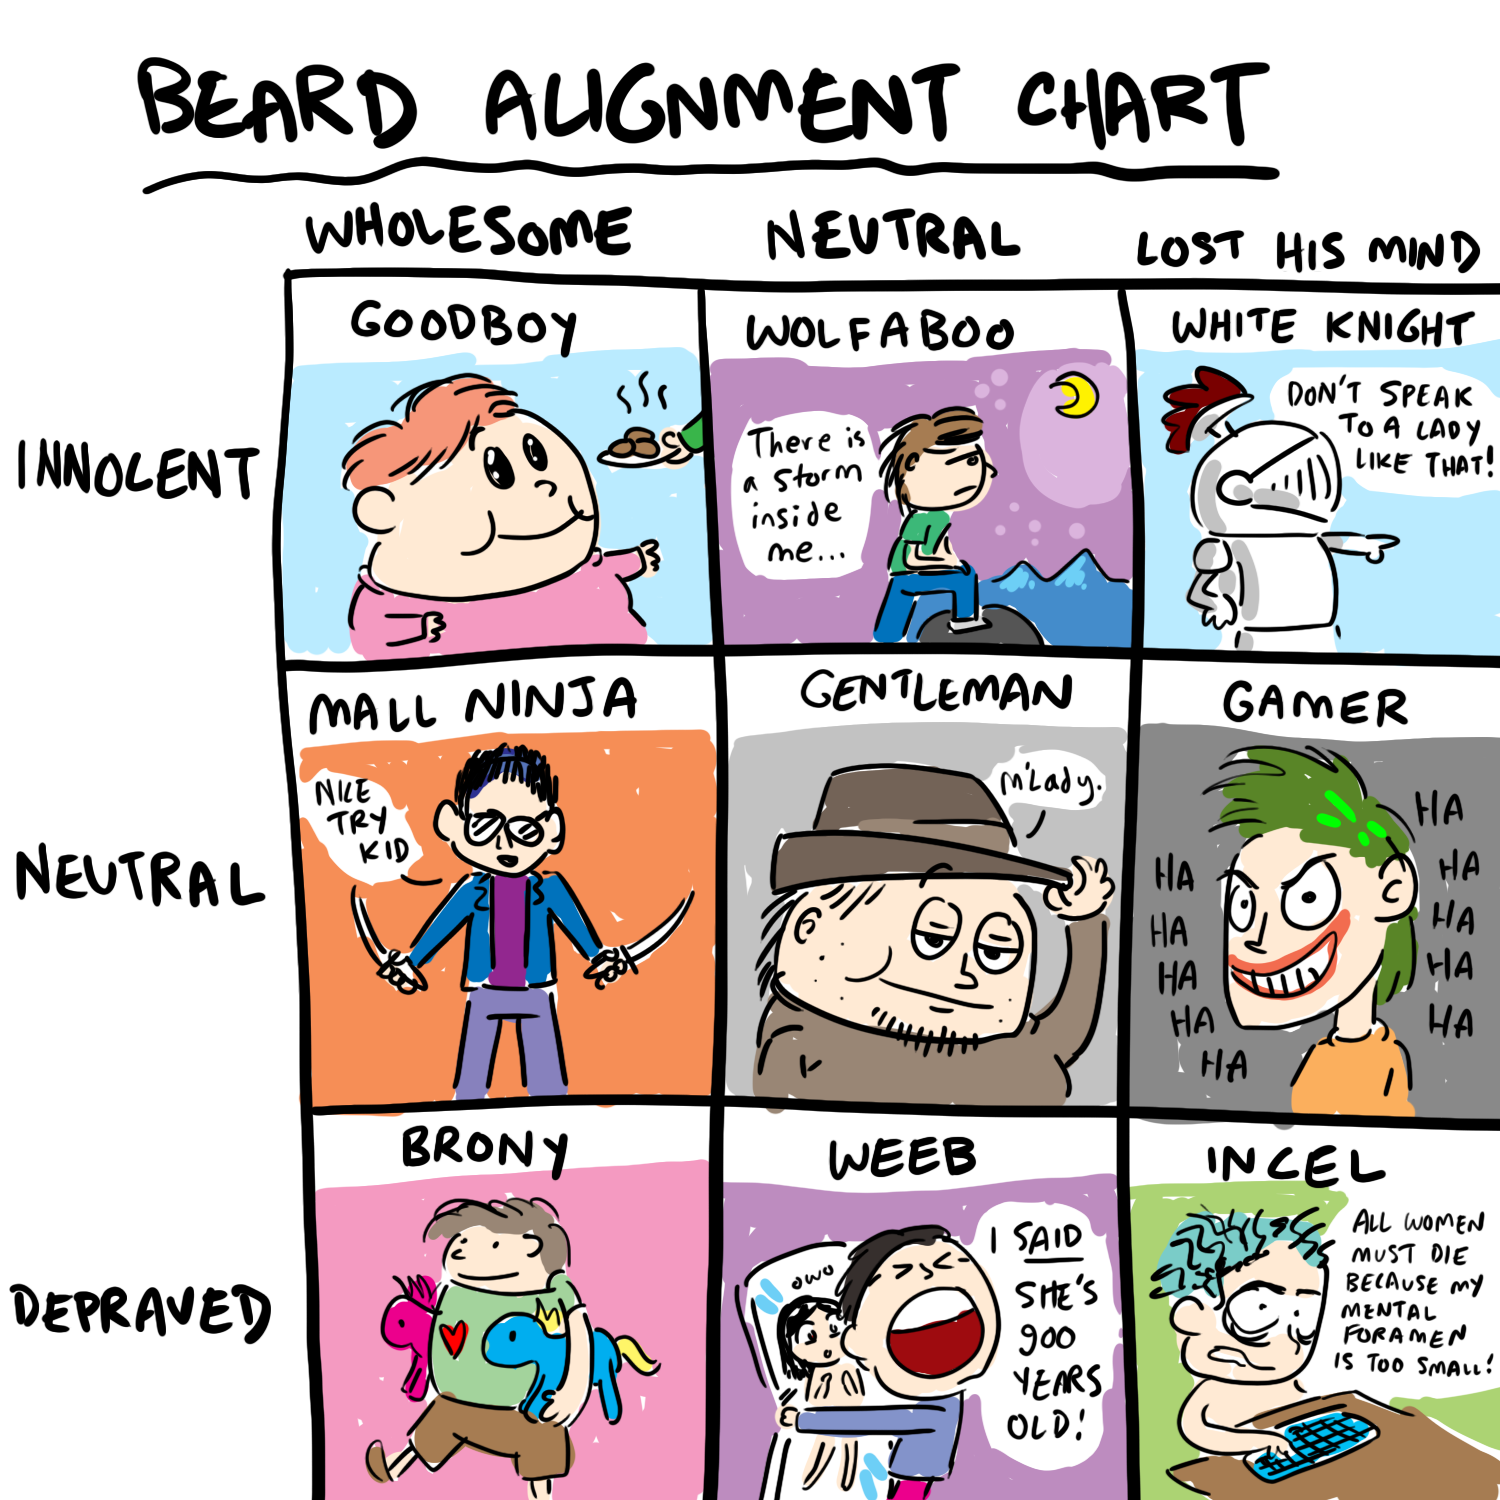 BEARD ALIGNMENT CHART
WHOLESOME
NEUTRAL
LOST HIS MIND
INNOCENT
GOODBOY
WOLFABOO
There is
a storm
inside
me...
WHITE KNIGHT
DON'T SPEAK
TO A LADY
LIKE THAT!
NEUTRAL
MALL NINJA
NICE
TRY
KID
GENTLEMAN
M'Lady.
GAMER
HA
HA
HA
HA
HA
HA
HA
HA
HA
HA
DEPRAVED
BRONY
WEEB
OWO
I SAID
SHE'S
900
YEARS
OLD!
INCEL
ALL WOMEN
MUST DIE
BECAUSE MY
MENTAL
FORAMEN
IS TOO SMALL!